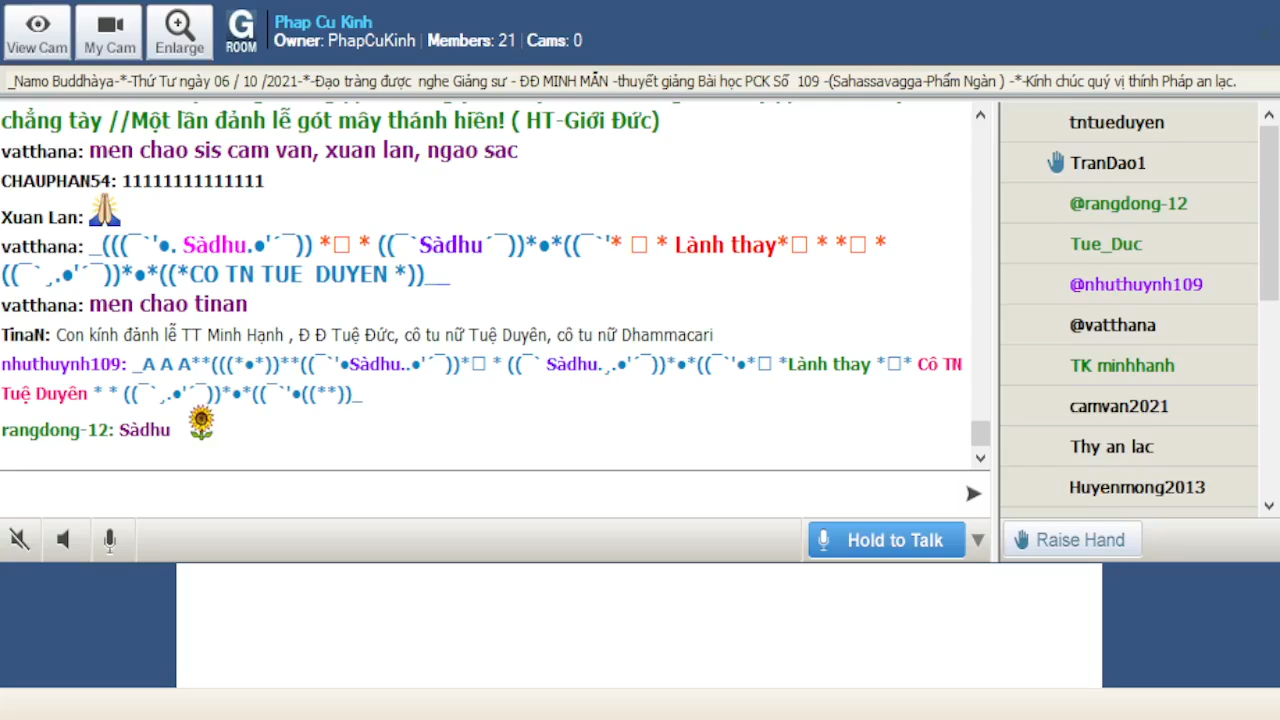 View Cam
My Cam
Enlarge
G
ROOM
Phap Cu Kinh
Owner: PhapCuKinh | Members: 21 | Cams: 0
_Namo Buddhàya-*-Thứ Tư ngày 06 / 10 /2021-*-Đạo tràng được nghe Giảng sư - ĐĐ MINH MẪN -thuyết giảng Bài học PCK Số 109 -(Sahassavagga-Phẩm Ngàn ) -*-Kính chúc quý vị thính Pháp an lạc.
chẳng tày //Một lần đảnh lễ gót mây thánh hiền! ( HT-Giới Đức)
vatthana: men chao sis cam van, xuan lan, ngao sac
CHAUPHAN54: 11111111111111
Xuan Lan:
vatthana: _(((¯`'•. Sàdhu.•'´¯)) *□ * ((¯`Sàdhu´¯))*•*((¯`'* □ * Lành thay*□ * *□ *
((¯`¸.•'´¯))*•*((*CO TN TUE DUYEN *))__
vatthana: men chao tinan
TinaN: Con kính đảnh lễ TT Minh Hạnh , Đ Đ Tuệ Đức, cô tu nữ Tuệ Duyên, cô tu nữ Dhammacari
nhuthuynh109: _A A A**(((*•*))**((¯`'•Sàdhu..•'´¯))*□ * ((¯` Sàdhu.¸.•'´¯))*•*((¯`'•*□ *Lành thay *□* Cô TN
Tuệ Duyên * * ((¯`¸.•'´¯))*•*((¯`'•((**))_
rangdong-12: Sàdhu
tntueduyen
TranDao1
@rangdong-12
Tue_Duc
@nhuthuynh109
@vatthana
TK minhhanh
camvan2021
Thy an lac
Huyenmong2013
Hold to Talk
Raise Hand